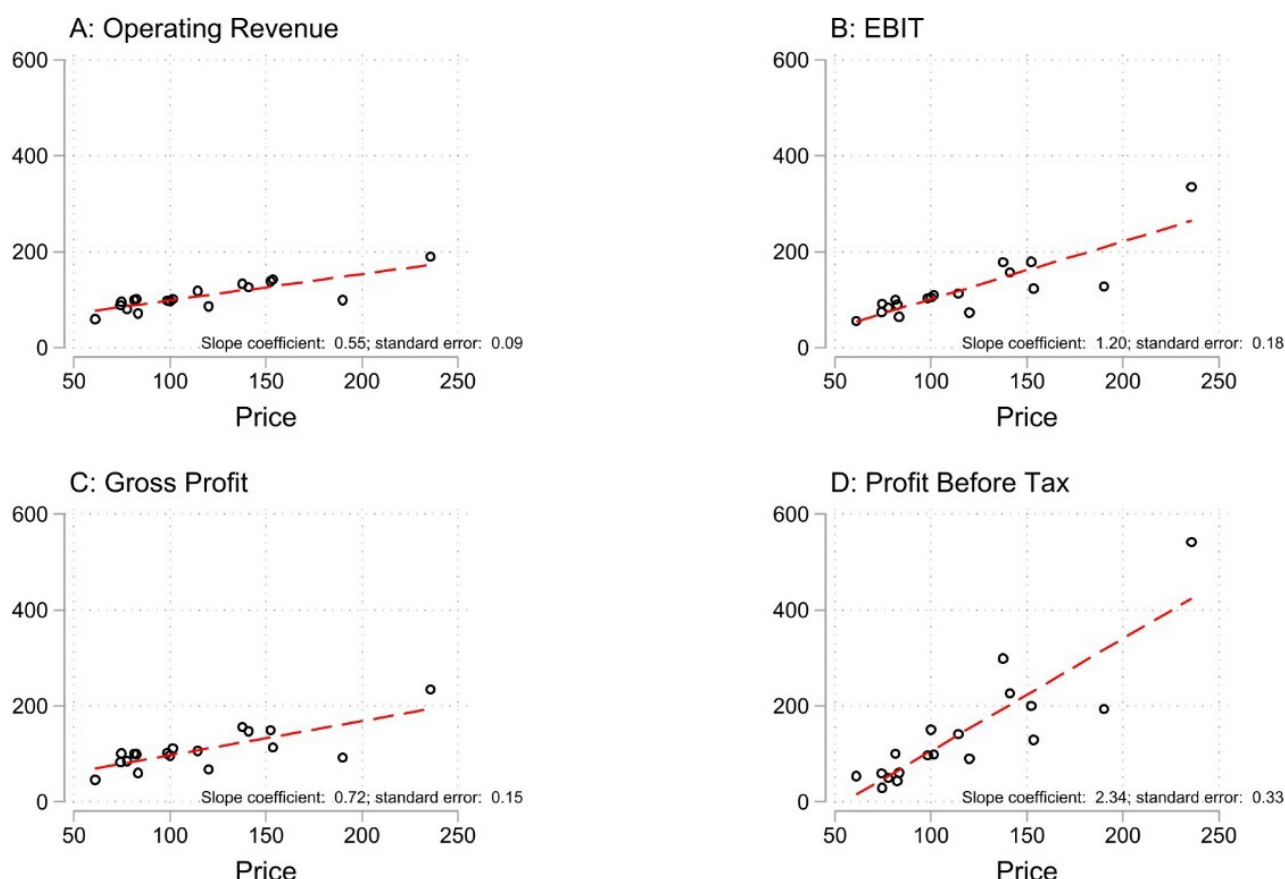 A: Operating Revenue
600
400
200
0
Slope coefficient: 0.55; standard error: 0.09
50 100 150 200 250
Price
B: EBIT
600
400
200
0
Slope coefficient: 1.20; standard error: 0.18
50 100 150 200 250
Price
C: Gross Profit
600
400
200
0
Slope coefficient: 0.72; standard error: 0.15
50 100 150 200 250
Price
D: Profit Before Tax
600
400
200
0
Slope coefficient: 2.34; standard error: 0.33
50 100 150 200 250
Price